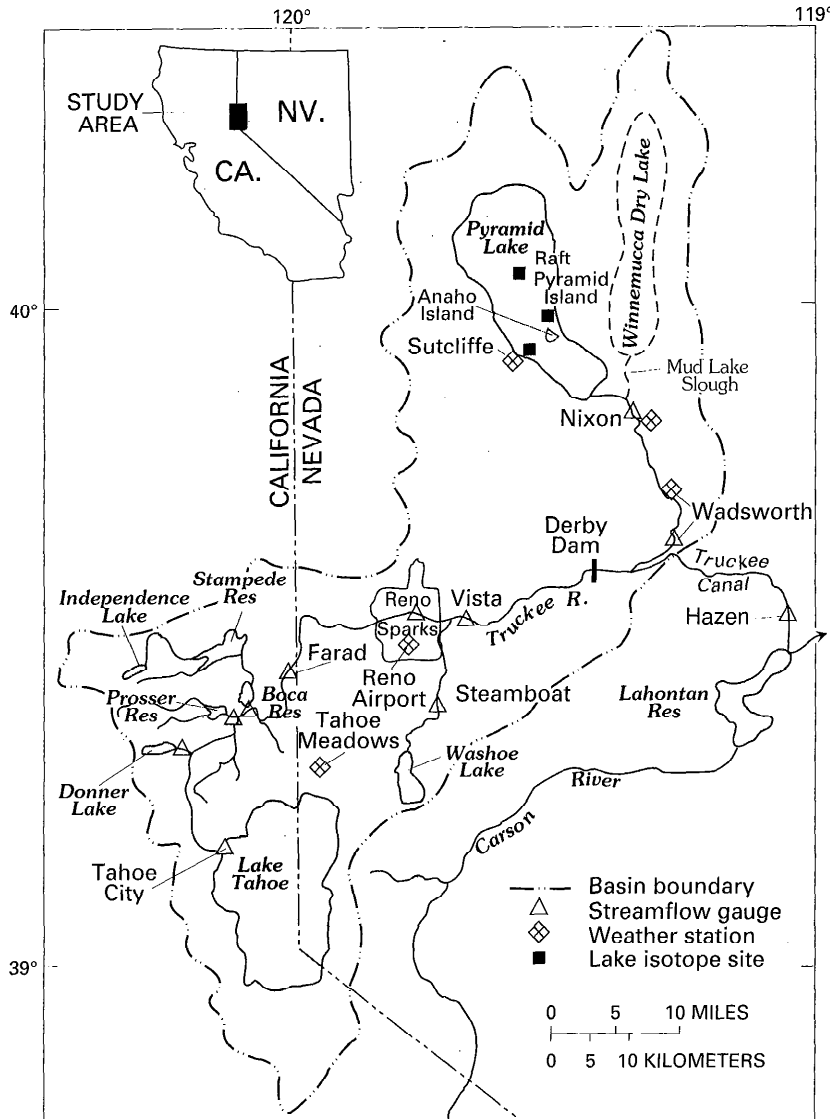 120°
119°
STUDY
AREA
NV.
CA.
Pyramid
Lake
Raft
Pyramid
Island
Anaho
Island
Winnemucca Dry Lake
40°
Sutcliffe
Mud Lake
Slough
CALIFORNIA
NEVADA
Nixon
Wadsworth
Derby
Dam
Truckee
Canal
Stampede
Res
Independence
Lake
Reno
Sparks
Vista
Truckee R.
Hazen
Farad
Reno
Airport
Steamboat
Prosser
Res
Boca
Res
Tahoe
Meadows
Lahontan
Res
Washoe
Lake
Donner
Lake
Carson River
Tahoe
City
Lake
Tahoe
Basin boundary
Streamflow gauge
Weather station
Lake isotope site
39°
0 5 10 MILES
0 5 10 KILOMETERS